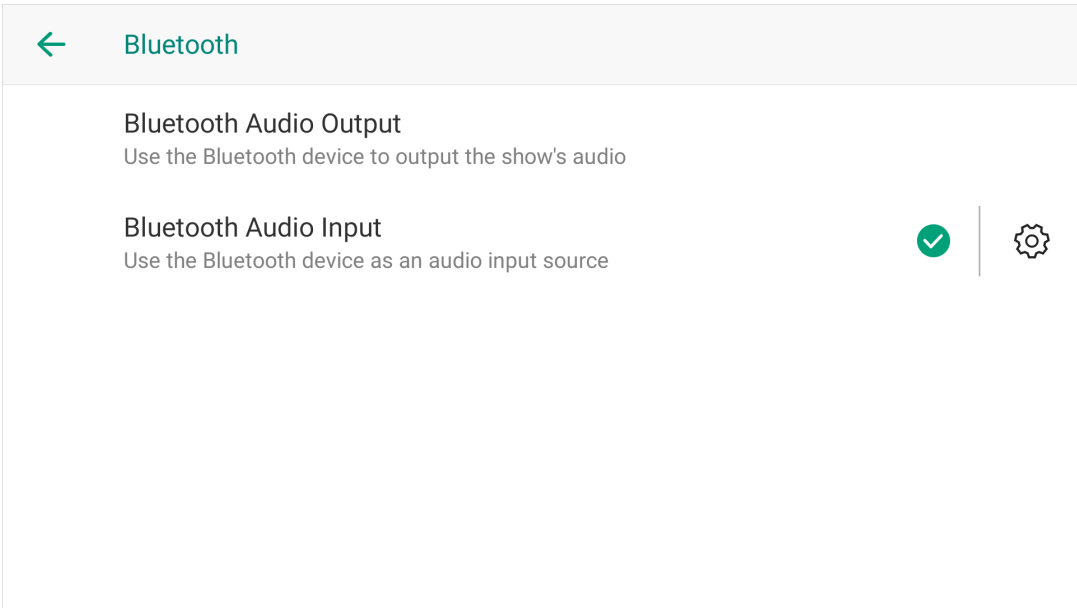 Bluetooth
Bluetooth Audio Output
Use the Bluetooth device to output the show's audio
Bluetooth Audio Input
Use the Bluetooth device as an audio input source